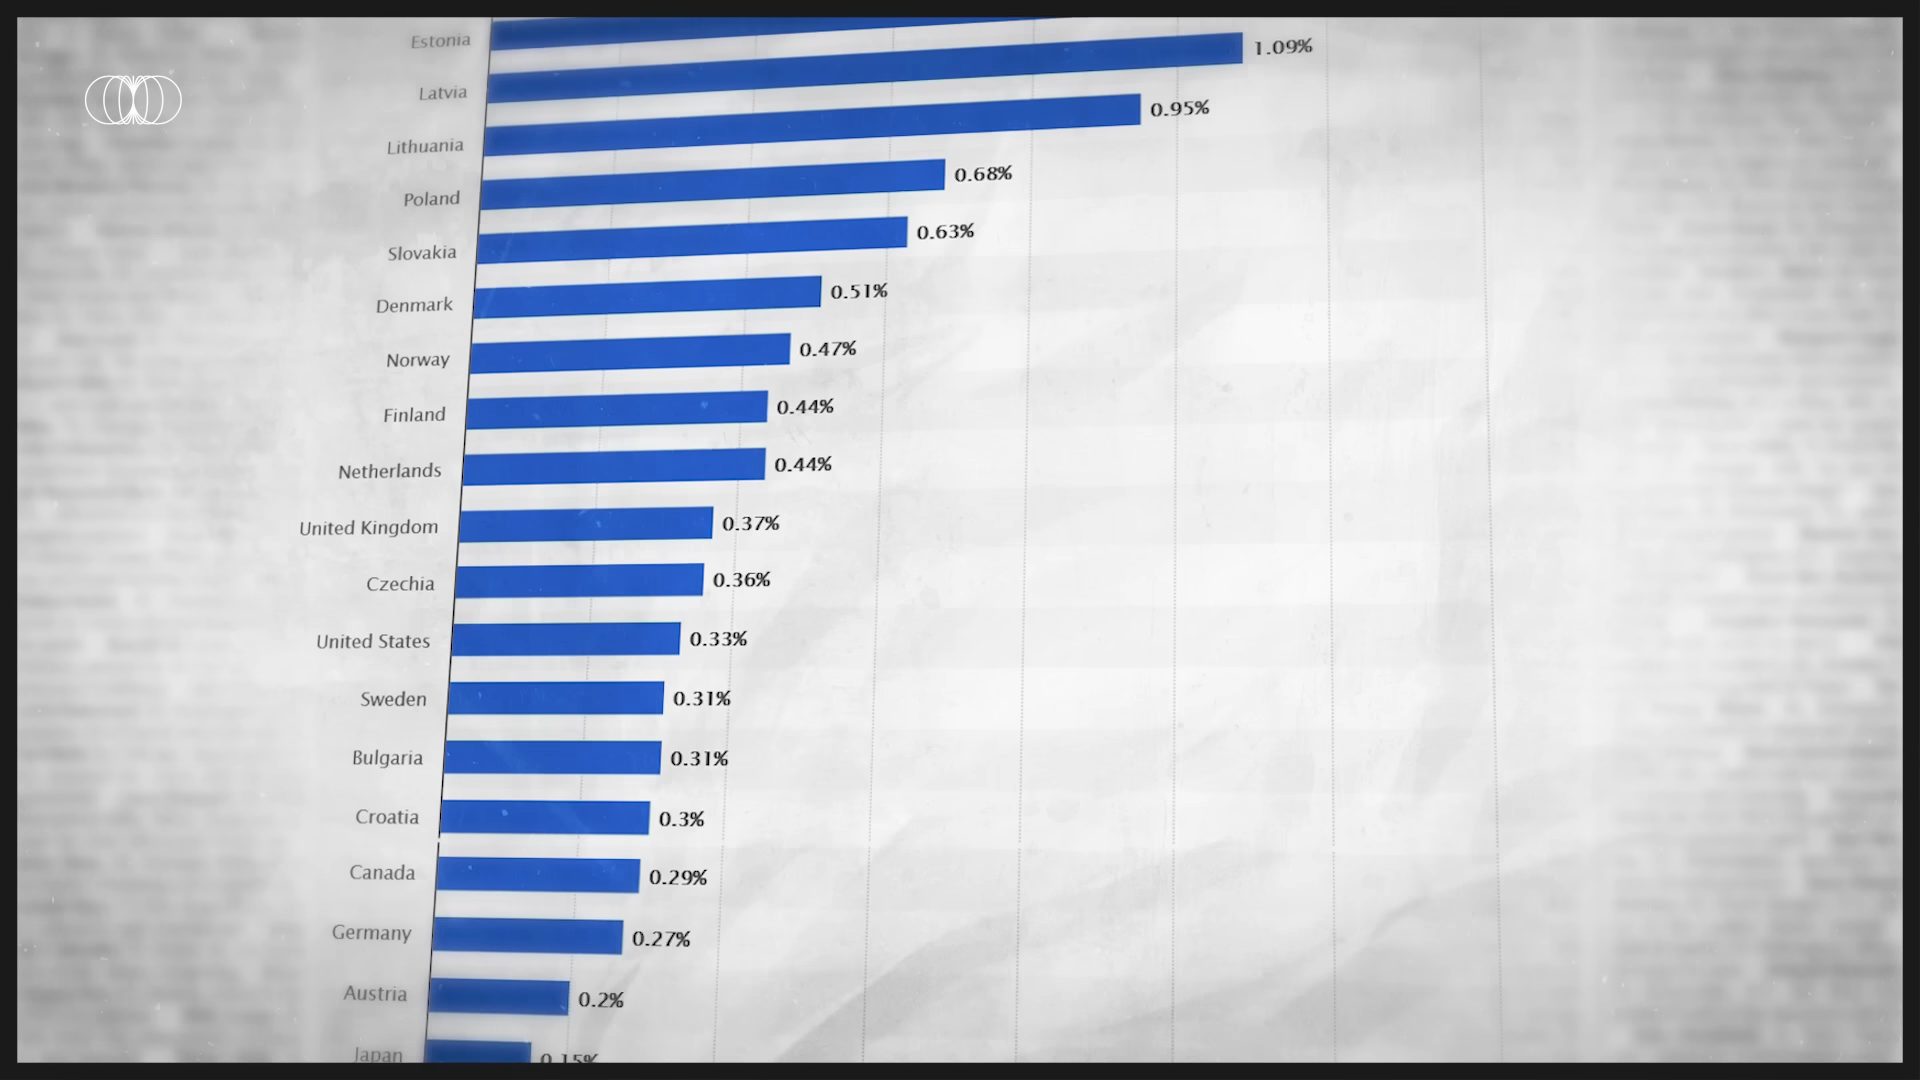 Estonia
Latvia 1.09%
Lithuania 0.95%
Poland 0.68%
Slovakia 0.63%
Denmark 0.51%
Norway 0.47%
Finland 0.44%
Netherlands 0.44%
United Kingdom 0.37%
Czechia 0.36%
United States 0.33%
Sweden 0.31%
Bulgaria 0.31%
Croatia 0.3%
Canada 0.29%
Germany 0.27%
Austria 0.2%
Japan 0.15%